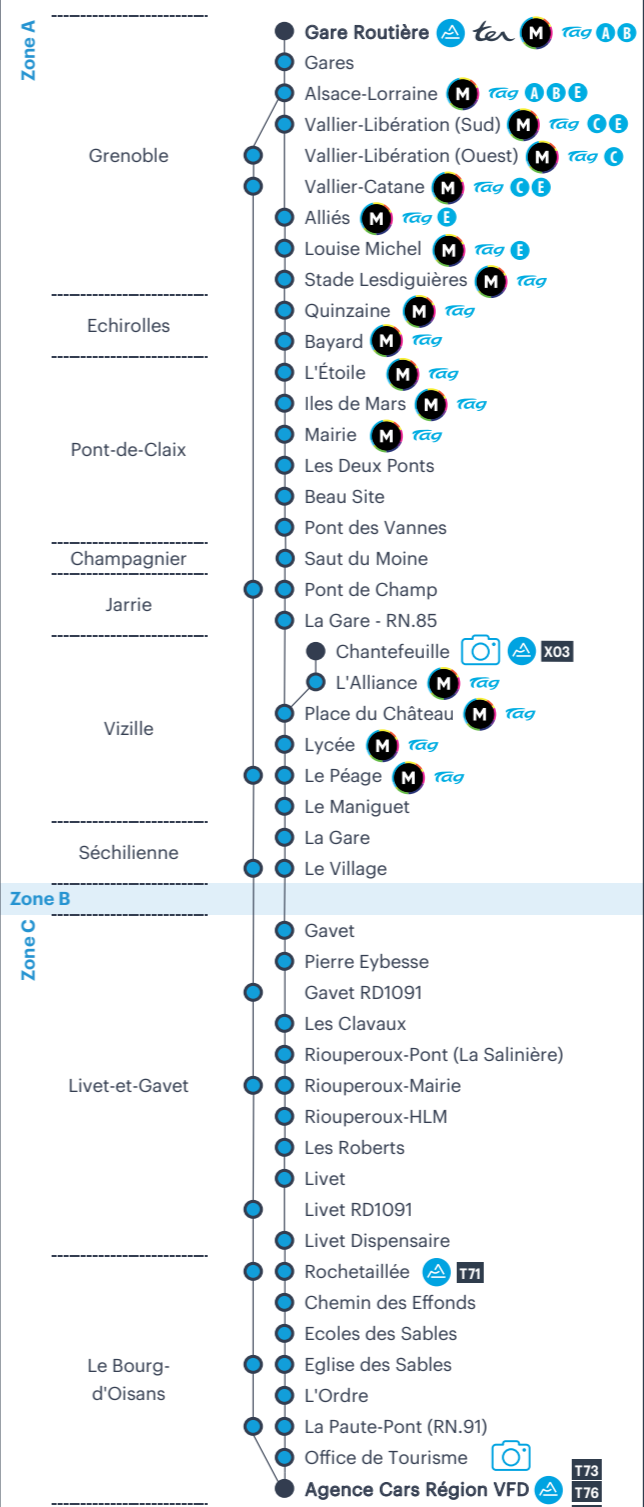 Zone A
Grenoble
Gare Routière ter M Tag A B
Gares
Alsace-Lorraine M Tag A B E
Vallier-Libération (Sud) M Tag C E
Vallier-Libération (Ouest) M Tag C
Vallier-Catane M Tag C E
Alliés M Tag E
Louise Michel M Tag E
Stade Lesdiguières M Tag
Echirolles
Quinzaine M Tag
Bayard M Tag
Pont-de-Claix
L'Étoile M Tag
Iles de Mars M Tag
Mairie M Tag
Les Deux Ponts
Beau Site
Pont des Vannes
Champagnier
Saut du Moine
Jarrie
Pont de Champ
La Gare - RN.85
Vizille
Chantefeuille X03
L'Alliance M Tag
Place du Château M Tag
Lycée M Tag
Le Péage M Tag
Le Maniguet
Séchilienne
La Gare
Le Village
Zone B
Zone C
Livet-et-Gavet
Gavet
Pierre Eybesse
Gavet RD1091
Les Clavaux
Riouperoux-Pont (La Salinière)
Riouperoux-Mairie
Riouperoux-HLM
Les Roberts
Livet
Livet RD1091
Livet Dispensaire
Le Bourg-
d'Oisans
Rochetaillée T71
Chemin des Effonds
Ecoles des Sables
Eglise des Sables
L'Ordre
La Paute-Pont (RN.91)
Office de Tourisme
T73
Agence Cars Région VFD T76